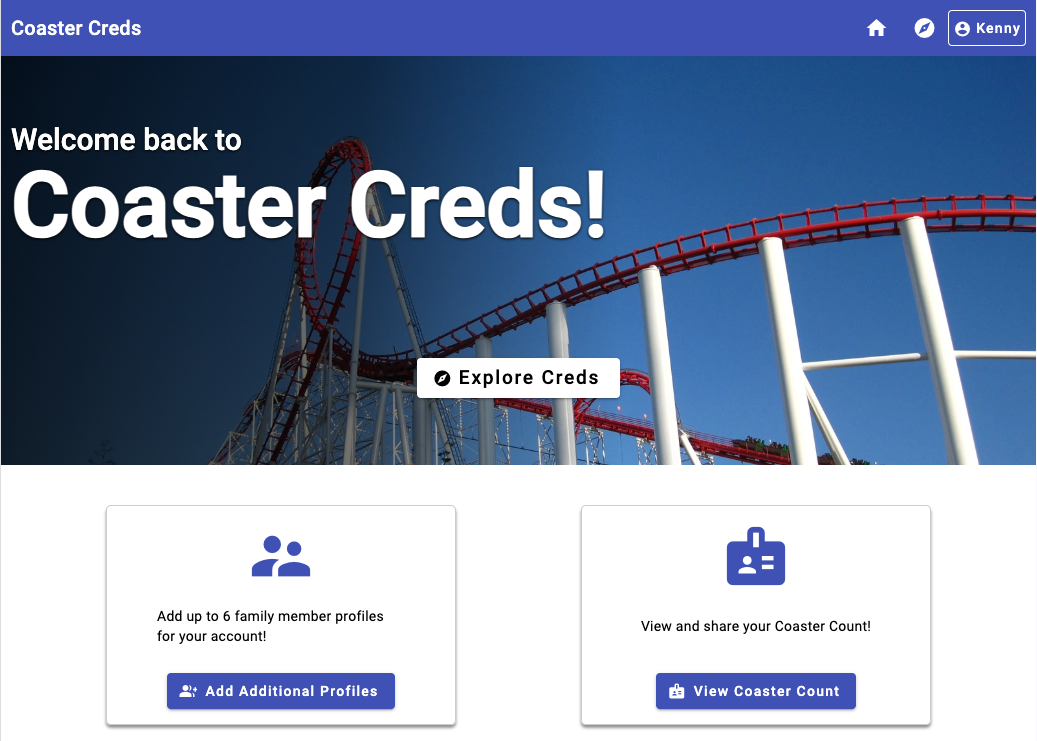 Coaster Creds
Kenny
Welcome back to
Coaster Creds!
Explore Creds
Add up to 6 family member profiles
for your account!
Add Additional Profiles
View and share your Coaster Count!
View Coaster Count